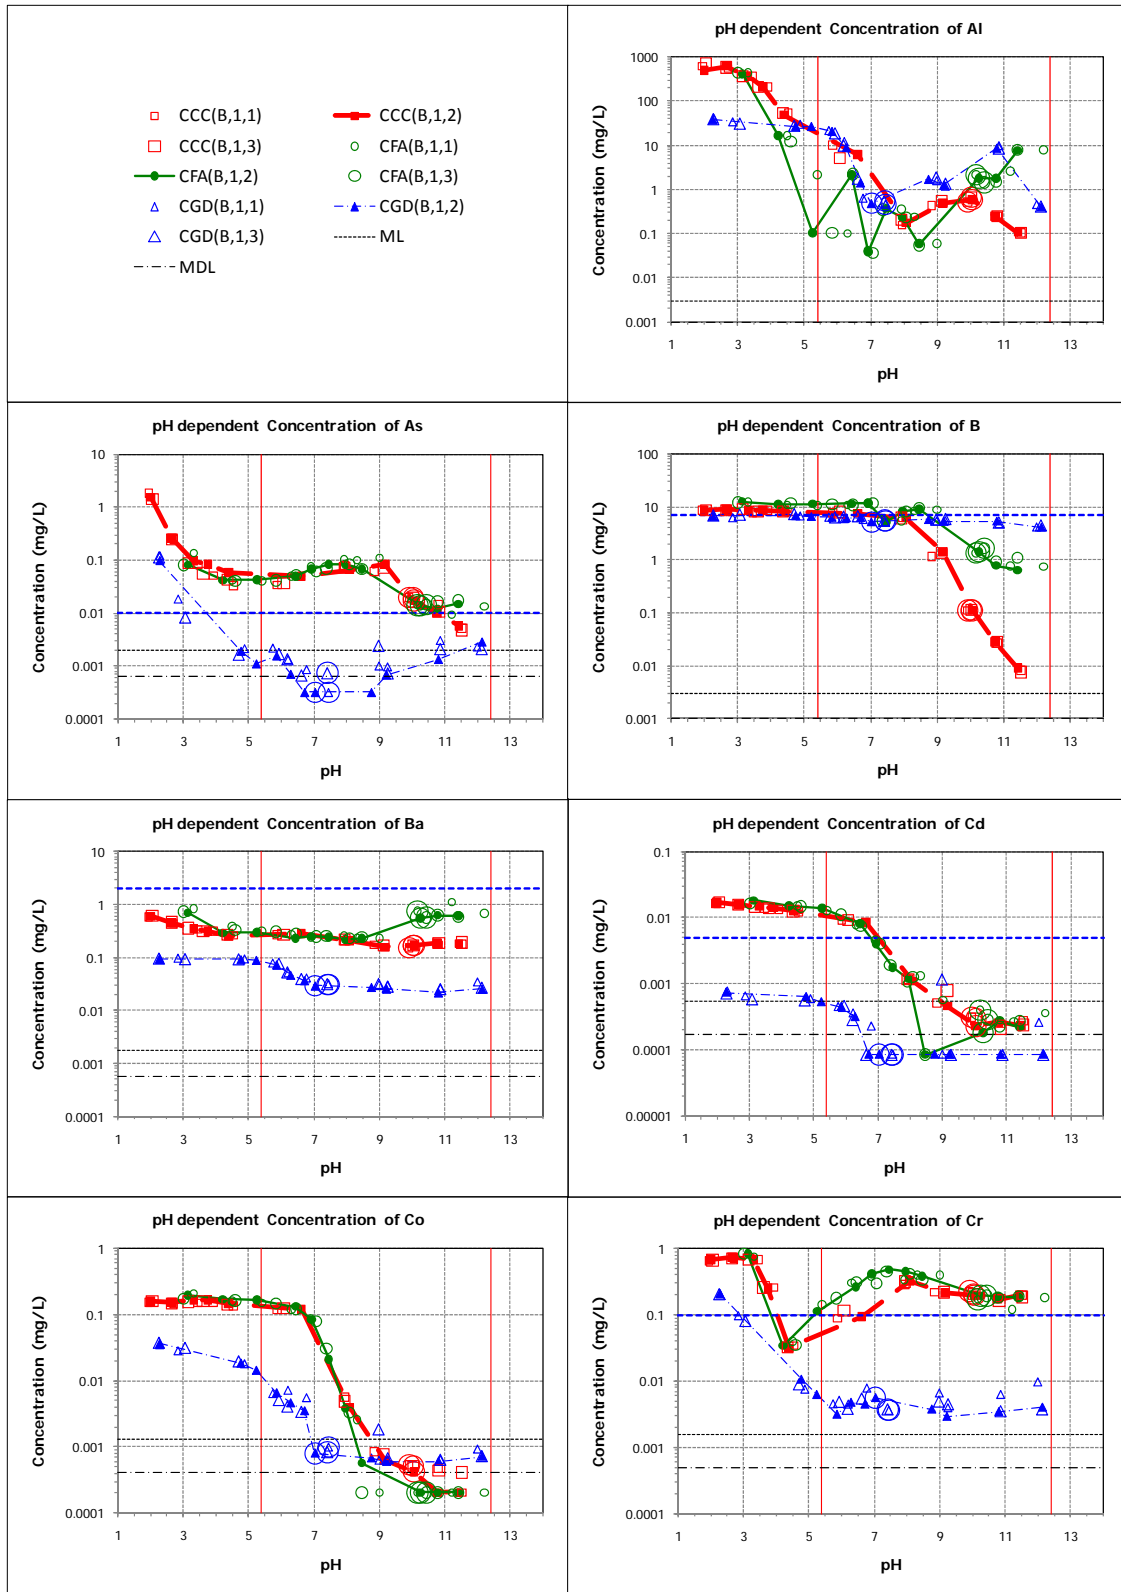 CCC(B,1,1)
CCC(B,1,2)
CCC(B,1,3)
CFA(B,1,1)
CFA(B,1,2)
CFA(B,1,3)
CGD(B,1,1)
CGD(B,1,2)
CGD(B,1,3)
ML
MDL
pH dependent Concentration of Al
Concentration (mg/L)
1000
100
10
1
0.1
0.01
0.001
1 3 5 7 9 11 13
pH
pH dependent Concentration of As
Concentration (mg/L)
10
1
0.1
0.01
0.001
0.0001
1 3 5 7 9 11 13
pH
pH dependent Concentration of B
Concentration (mg/L)
100
10
1
0.1
0.01
0.001
1 3 5 7 9 11 13
pH
pH dependent Concentration of Ba
Concentration (mg/L)
10
1
0.1
0.01
0.001
0.0001
1 3 5 7 9 11 13
pH
pH dependent Concentration of Cd
Concentration (mg/L)
0.1
0.01
0.001
0.0001
0.00001
1 3 5 7 9 11 13
pH
pH dependent Concentration of Co
Concentration (mg/L)
1
0.1
0.01
0.001
0.0001
1 3 5 7 9 11 13
pH
pH dependent Concentration of Cr
Concentration (mg/L)
1
0.1
0.01
0.001
0.0001
1 3 5 7 9 11 13
pH